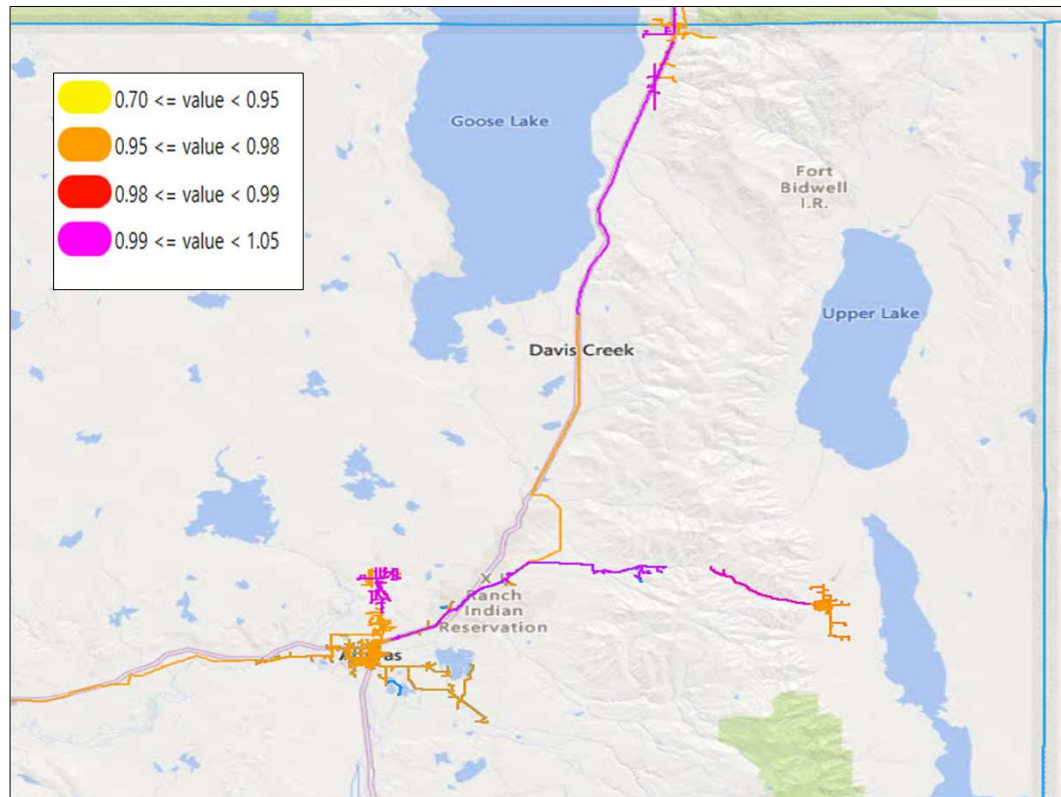 0.70 <= value < 0.95
0.95 <= value < 0.98
0.98 <= value < 0.99
0.99 <= value < 1.05
Goose Lake
Fort
Bidwell
I.R.
Upper Lake
Davis Creek
Ranch
Indian
Reservation